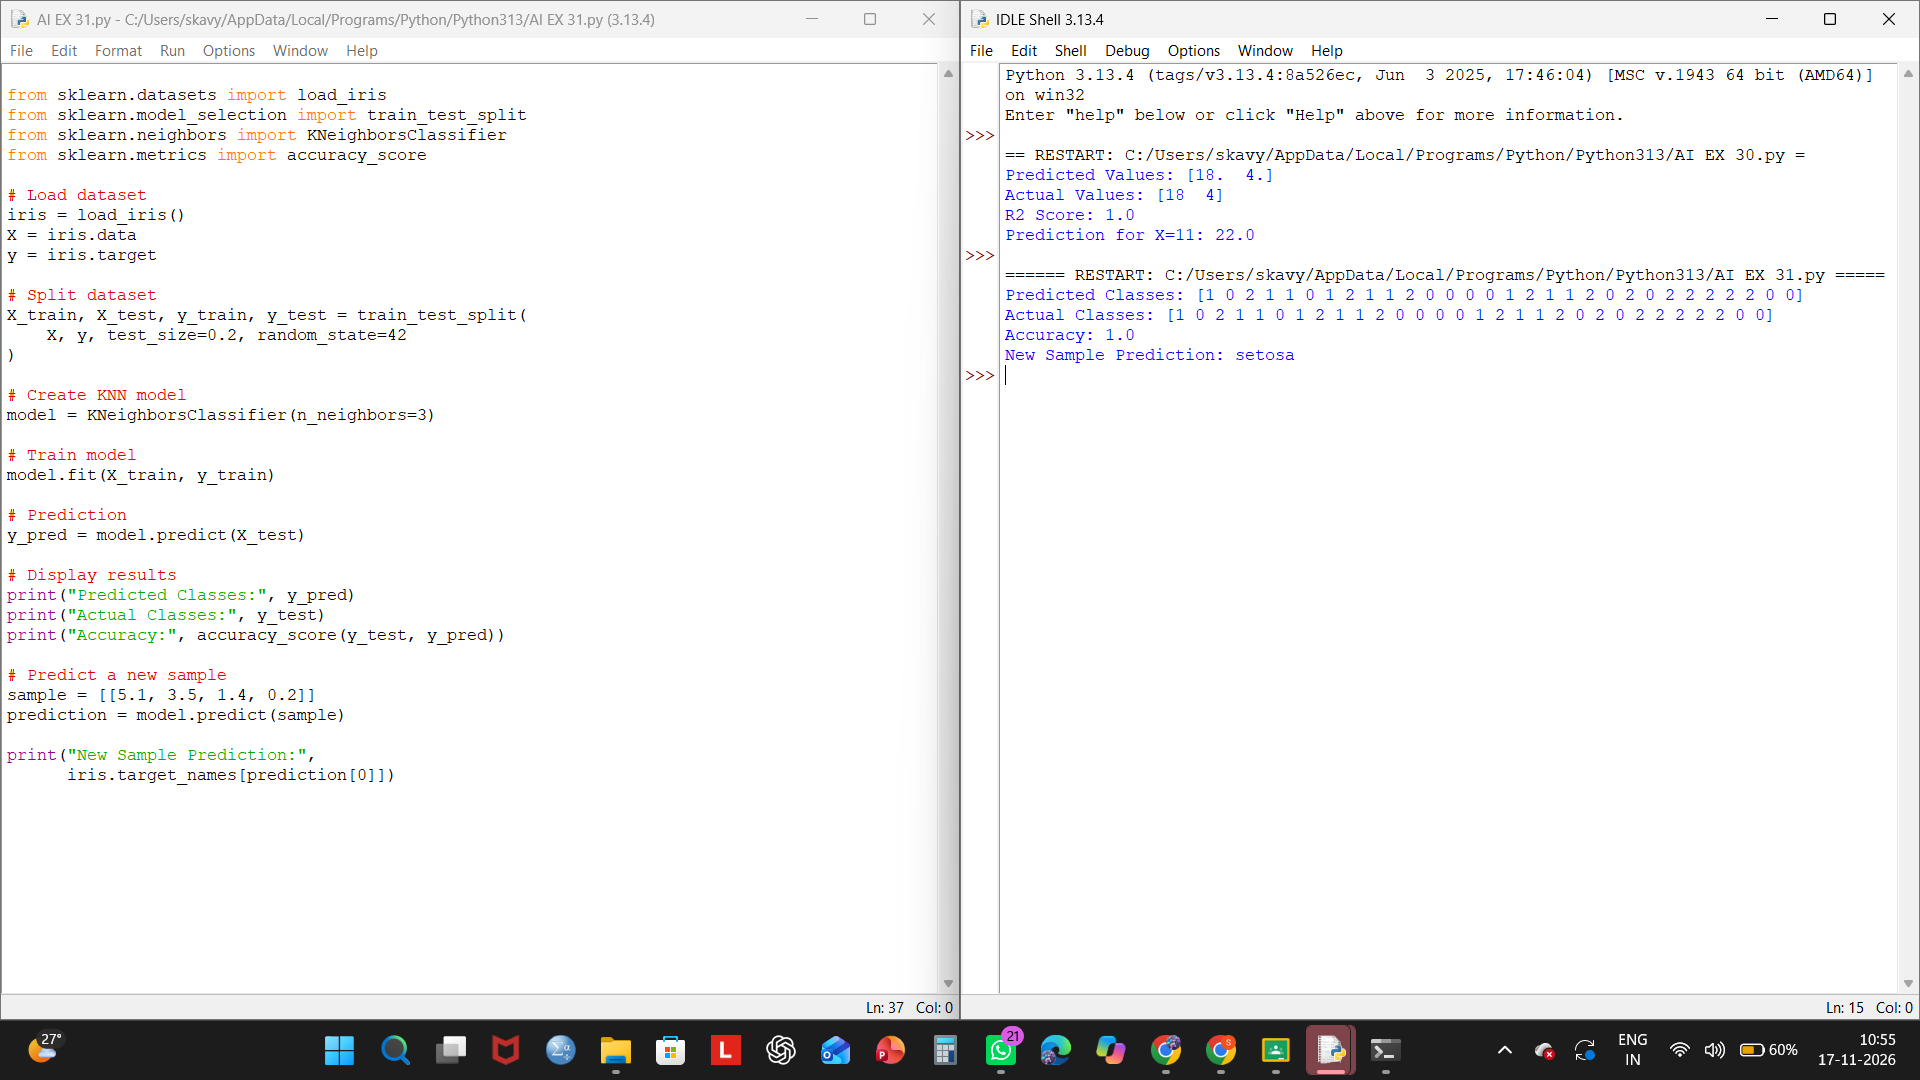 AI EX 31.py - C:/Users/skavy/AppData/Local/Programs/Python/Python313/AI EX 31.py (3.13.4)
File Edit Format Run Options Window Help
from sklearn.datasets import load_iris
from sklearn.model_selection import train_test_split
from sklearn.neighbors import KNeighborsClassifier
from sklearn.metrics import accuracy_score
# Load dataset
iris = load_iris()
X = iris.data
y = iris.target
# Split dataset
X_train, X_test, y_train, y_test = train_test_split(
    X, y, test_size=0.2, random_state=42
)
# Create KNN model
model = KNeighborsClassifier(n_neighbors=3)
# Train model
model.fit(X_train, y_train)
# Prediction
y_pred = model.predict(X_test)
# Display results
print("Predicted Classes:", y_pred)
print("Actual Classes:", y_test)
print("Accuracy:", accuracy_score(y_test, y_pred))
# Predict a new sample
sample = [[5.1, 3.5, 1.4, 0.2]]
prediction = model.predict(sample)
print("New Sample Prediction:",
      iris.target_names[prediction[0]])
Ln: 37 Col: 0
IDLE Shell 3.13.4
File Edit Shell Debug Options Window Help
Python 3.13.4 (tags/v3.13.4:8a526ec, Jun  3 2025, 17:46:04) [MSC v.1943 64 bit (AMD64)]
on win32
Enter "help" below or click "Help" above for more information.
>>>
== RESTART: C:/Users/skavy/AppData/Local/Programs/Python/Python313/AI EX 30.py =
Predicted Values: [18.  4.]
Actual Values: [18  4]
R2 Score: 1.0
Prediction for X=11: 22.0
>>>
====== RESTART: C:/Users/skavy/AppData/Local/Programs/Python/Python313/AI EX 31.py =====
Predicted Classes: [1 0 2 1 1 0 1 2 1 1 2 0 0 0 0 1 2 1 1 2 0 2 0 2 2 2 2 2 0 0]
Actual Classes: [1 0 2 1 1 0 1 2 1 1 2 0 0 0 0 1 2 1 1 2 0 2 0 2 2 2 2 2 0 0]
Accuracy: 1.0
New Sample Prediction: setosa
>>>
Ln: 15 Col: 0
27°
L
21
ENG
IN
60%
10:55
17-11-2026